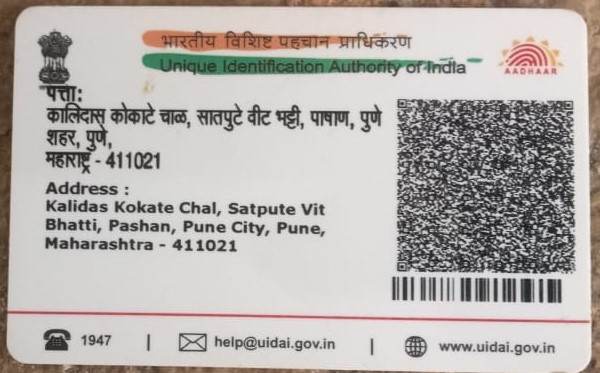 भारतीय विशिष्ट पहचान प्राधिकरण
Unique Identification Authority of India
AADHAAR
पत्ता:
कालिदास कोकाटे चाळ, सातपुटे वीट भट्टी, पाषाण, पुणे
शहर, पुणे,
महाराष्ट्र - 411021
Address :
Kalidas Kokate Chal, Satpute Vit
Bhatti, Pashan, Pune City, Pune,
Maharashtra - 411021
1947 | help@uidai.gov.in | www.uidai.gov.in